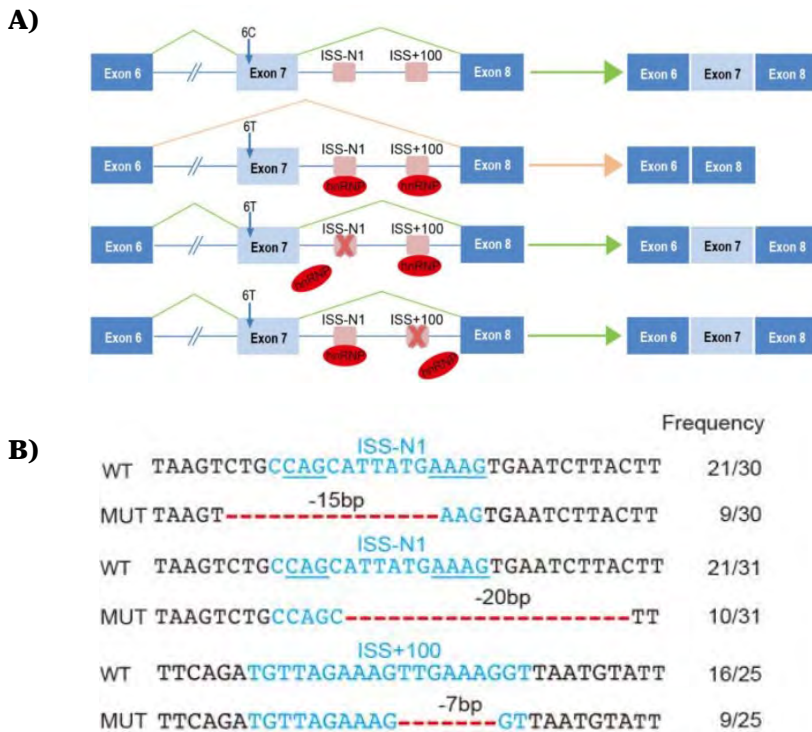 A)
6C
ISS-N1 ISS+100
Exon 6 // Exon 7 Exon 8 Exon 6 Exon 7 Exon 8
6T
ISS-N1 ISS+100
Exon 6 // Exon 7 Exon 8 Exon 6 Exon 8
hnRNP hnRNP
6T
ISS-N1 ISS+100
Exon 6 // Exon 7 Exon 8 Exon 6 Exon 7 Exon 8
hnRNP hnRNP
6T
ISS-N1 ISS+100
Exon 6 // Exon 7 Exon 8 Exon 6 Exon 7 Exon 8
hnRNP hnRNP
Frequency
B)
ISS-N1
WT TAAGTCTGCCAGCATTATGAAAGTGAATCTTACTT 21/30
-15bp
MUT TAAGT---------------AAGTGAATCTTACTT 9/30
ISS-N1
WT TAAGTCTGCCAGCATTATGAAAGTGAATCTTACTT 21/31
-20bp
MUT TAAGTCTGCCAGC--------------------TT 10/31
ISS+100
WT TTCAGATGTTAGAAAGTTGAAAGGTTAATGTATT 16/25
-7bp
MUT TTCAGATGTTAGAAAG-------GTTAATGTATT 9/25